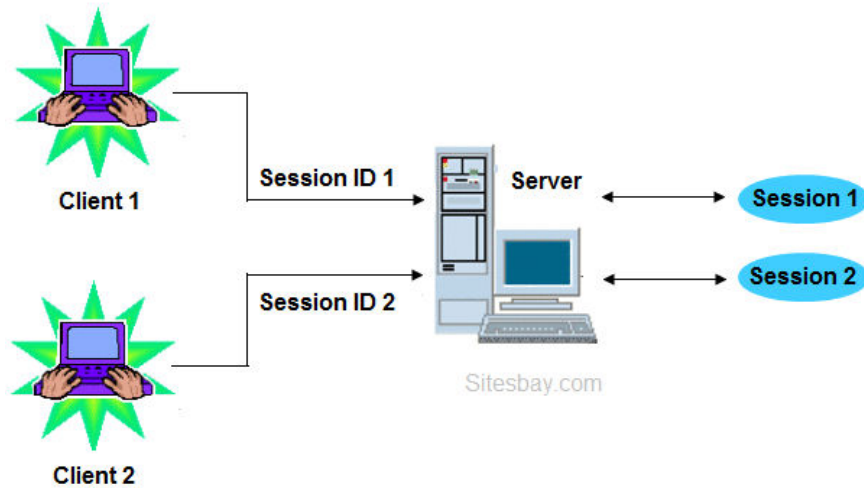 Client 1
Session ID 1
Server
Session 1
Session ID 2
Session 2
Sitesbay.com
Client 2